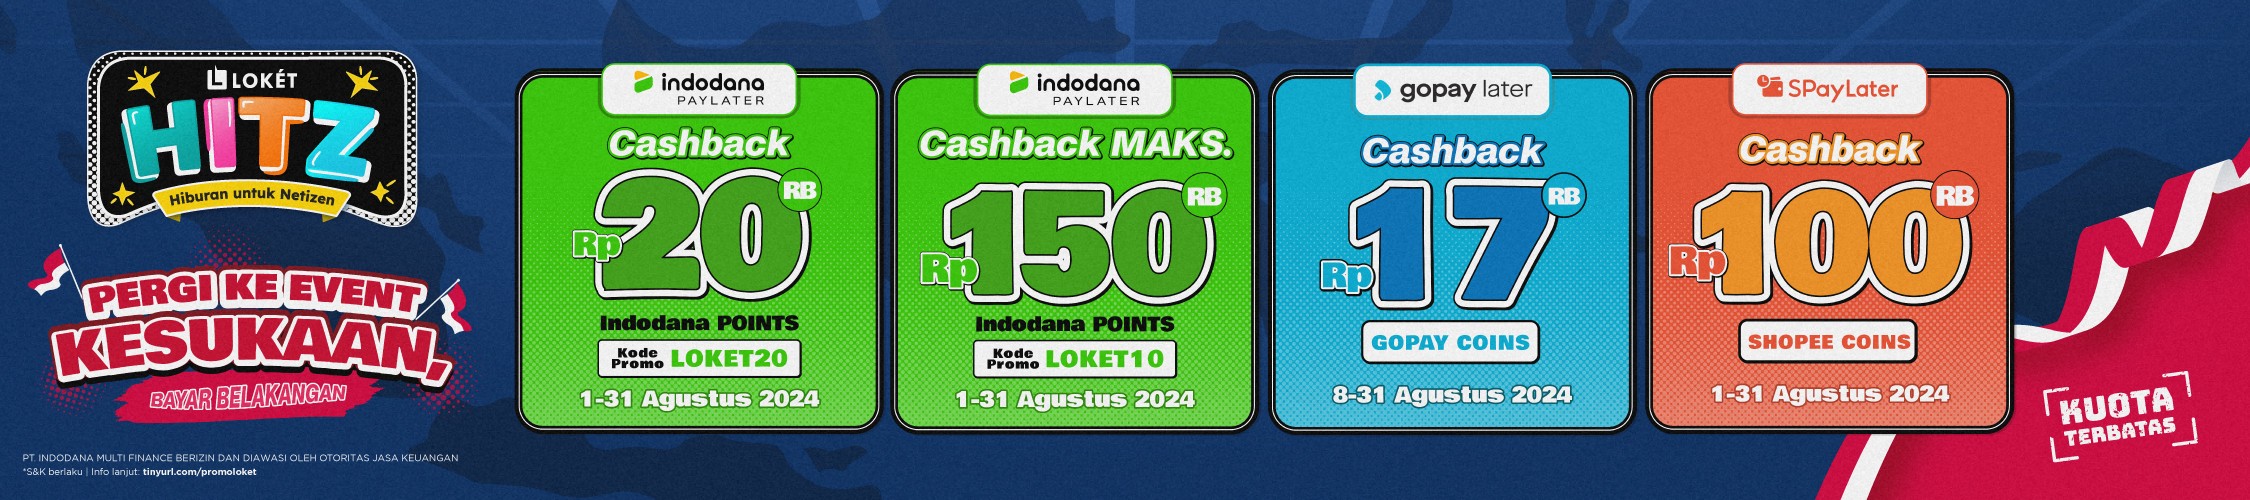 LOKÉT
HITZ
Hiburan untuk Netizen
PERGI KE EVENT
KESUKAAN,
BAYAR BELAKANGAN
PT. INDODANA MULTI FINANCE BERIZIN DAN DIAWASI OLEH OTORITAS JASA KEUANGAN
*S&K berlaku | Info lanjut: tinyurl.com/promoloket
indodana
PAYLATER
Cashback
Rp 20 RB
Indodana POINTS
Kode
Promo LOKET20
1-31 Agustus 2024
indodana
PAYLATER
Cashback MAKS.
Rp 150 RB
Indodana POINTS
Kode
Promo LOKET10
1-31 Agustus 2024
gopay later
Cashback
Rp 17 RB
GOPAY COINS
8-31 Agustus 2024
SPayLater
Cashback
Rp 100 RB
SHOPEE COINS
1-31 Agustus 2024
KUOTA
TERBATAS